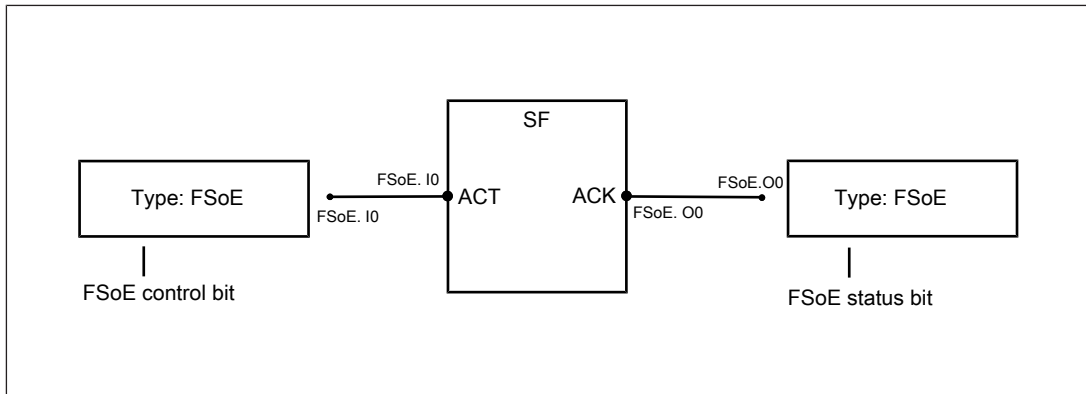 SF
FSoE. I0
FSoE.O0
Type: FSoE
ACT
ACK
Type: FSoE
FSoE. I0
FSoE. O0
FSoE control bit
FSoE status bit